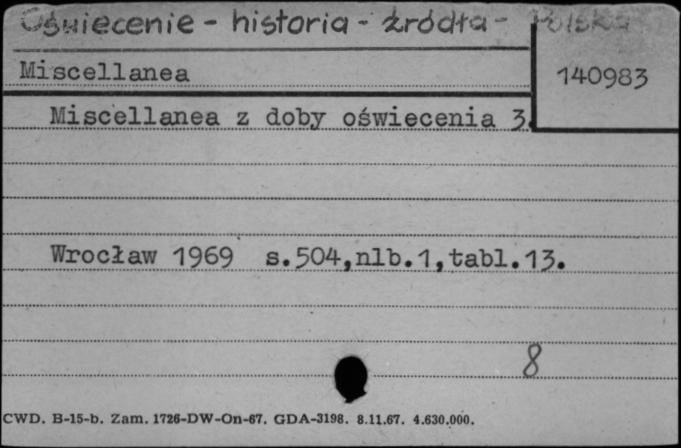 Oświecenie - historia - źródła - Polska
Miscellanea
140983
Miscellanea z doby oświecenia 3.
Wrocław 1969 s.504,nlb.1,tabl.13.
8
CWD. B-15-b. Zam. 1726-DW-On-67. GDA-3198. 8.11.67. 4.630.000.